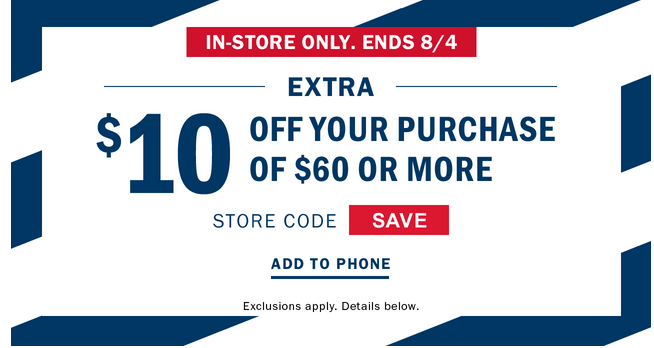 IN-STORE ONLY. ENDS 8/4
EXTRA
$10 OFF YOUR PURCHASE
OF $60 OR MORE
STORE CODE SAVE
ADD TO PHONE
Exclusions apply. Details below.